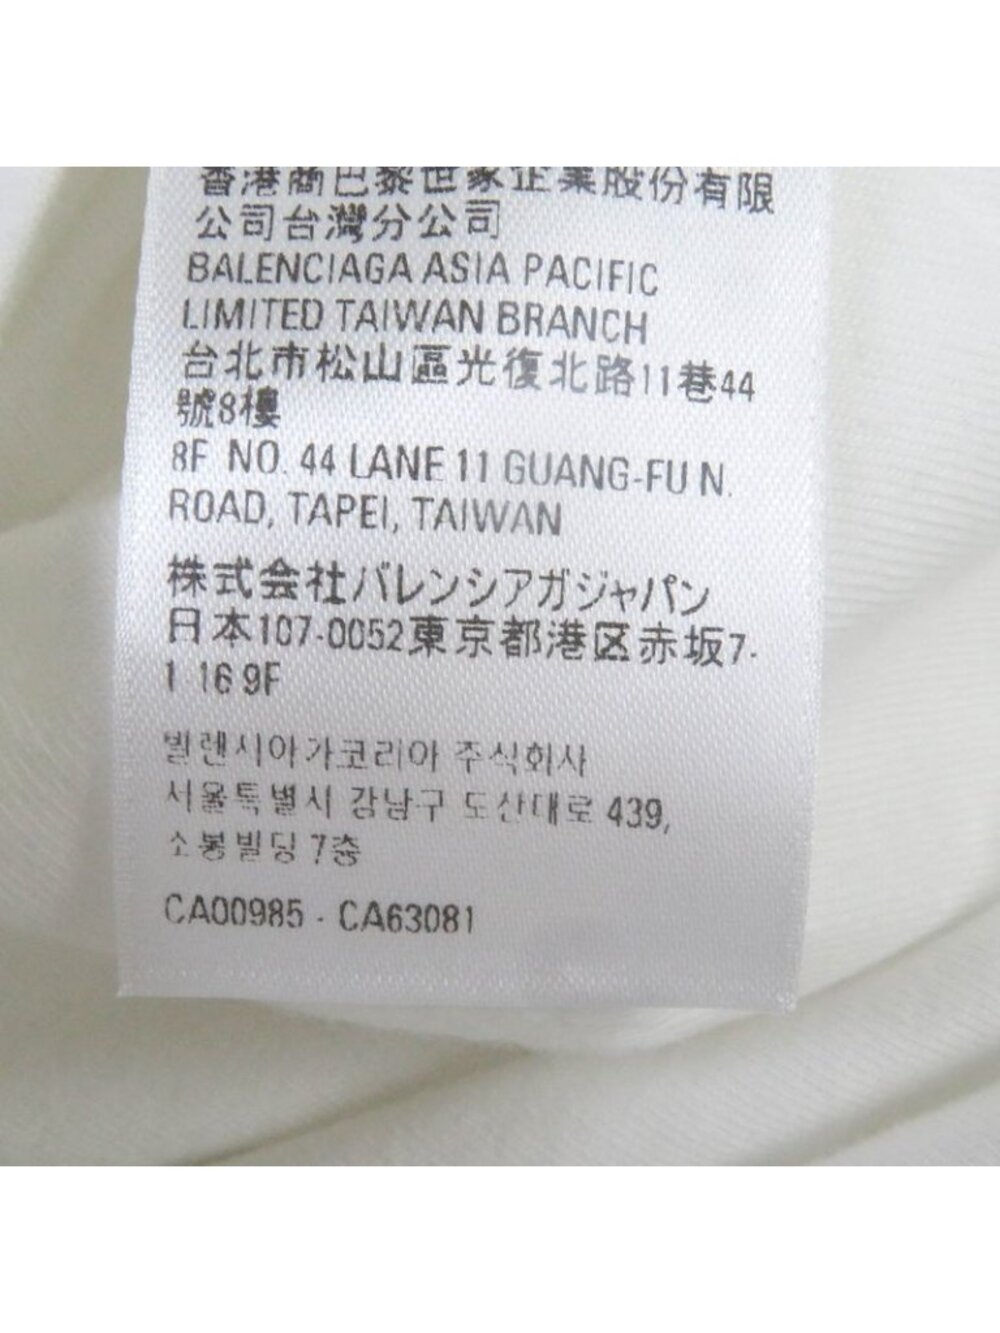 香港商巴黎世家企業股份有限
公司台灣分公司
BALENCIAGA ASIA PACIFIC
LIMITED TAIWAN BRANCH
台北市松山區光復北路11巷44
號8樓
8F NO. 44 LANE 11 GUANG-FU N.
ROAD, TAPEI, TAIWAN
株式会社バレンシアガジャパン
日本107-0052東京都港区赤坂7-
1 16 9F
발렌시아가코리아 주식회사
서울특별시 강남구 도산대로 439,
소봉빌딩 7층
CA00985 - CA63081